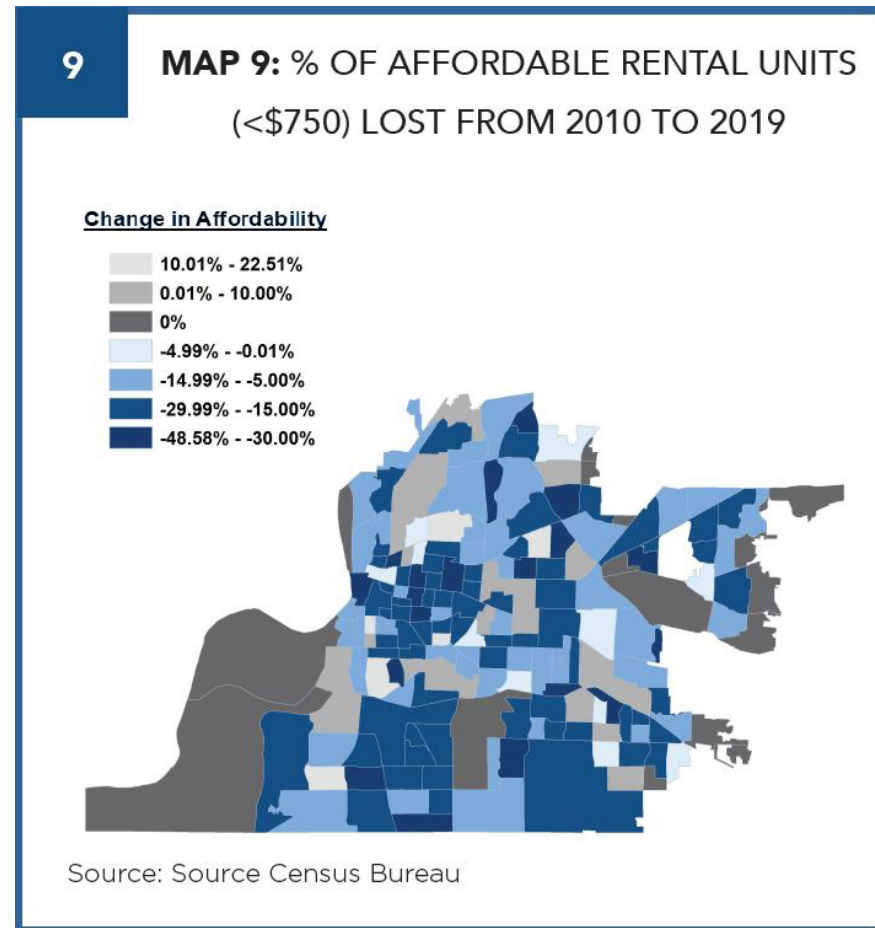 9
MAP 9: % OF AFFORDABLE RENTAL UNITS
(<$750) LOST FROM 2010 TO 2019
Change in Affordability
10.01% - 22.51%
0.01% - 10.00%
0%
-4.99% - -0.01%
-14.99% - -5.00%
-29.99% - -15.00%
-48.58% - -30.00%
Source: Source Census Bureau